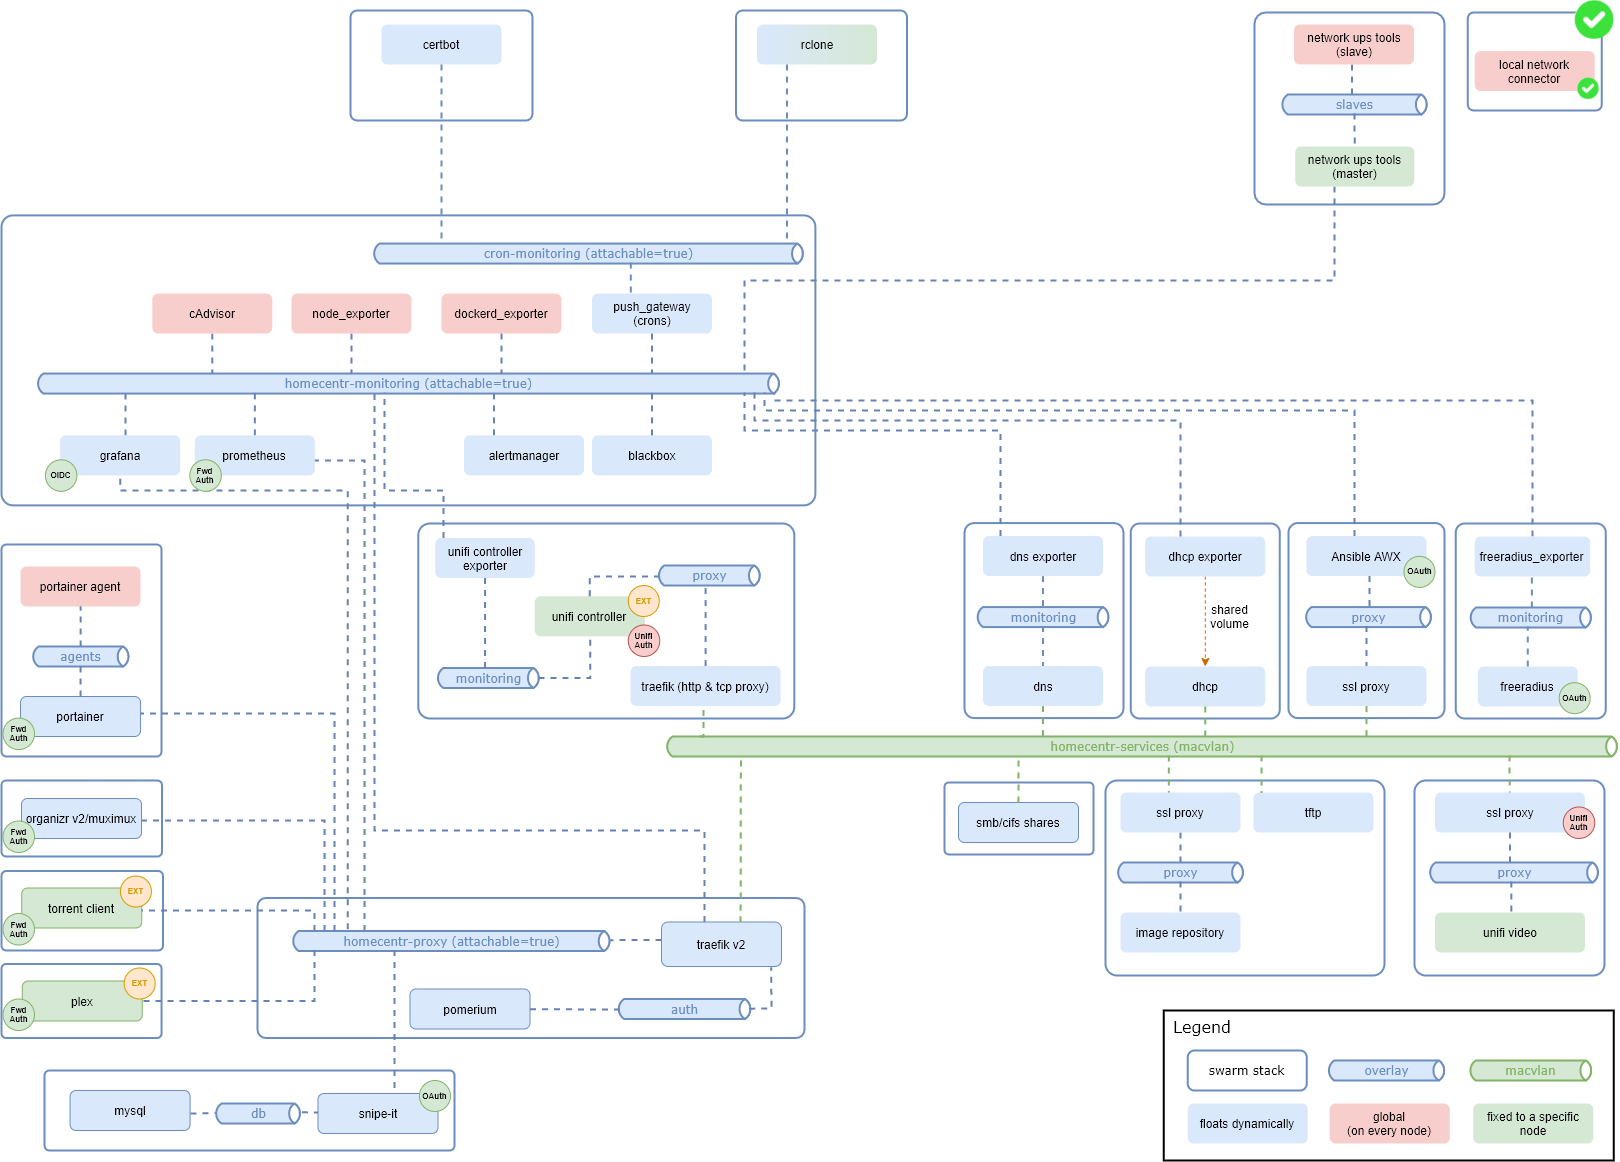 certbot
rclone
network ups tools
(slave)
slaves
network ups tools
(master)
local network
connector
cron-monitoring (attachable=true)
cAdvisor
node_exporter
dockerd_exporter
push_gateway
(crons)
homecentr-monitoring (attachable=true)
grafana
OIDC
prometheus
Fwd
Auth
alertmanager
blackbox
portainer agent
agents
portainer
Fwd
Auth
unifi controller
exporter
proxy
EXT
unifi controller
Unifi
Auth
monitoring
traefik (http & tcp proxy)
dns exporter
monitoring
dns
dhcp exporter
shared
volume
dhcp
Ansible AWX
OAuth
proxy
ssl proxy
freeradius_exporter
monitoring
freeradius
OAuth
homecentr-services (macvlan)
organizr v2/muximux
Fwd
Auth
smb/cifs shares
ssl proxy
tftp
proxy
image repository
ssl proxy
Unifi
Auth
proxy
unifi video
EXT
torrent client
Fwd
Auth
homecentr-proxy (attachable=true)
traefik v2
EXT
plex
Fwd
Auth
pomerium
auth
mysql
db
snipe-it
OAuth
Legend
swarm stack
overlay
macvlan
floats dynamically
global
(on every node)
fixed to a specific
node